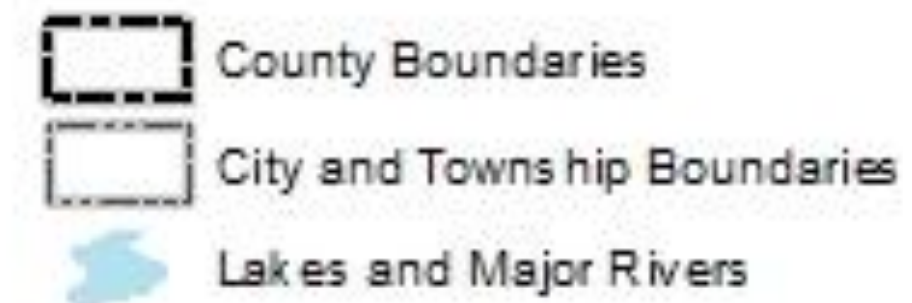 County Boundaries
City and Township Boundaries
Lakes and Major Rivers